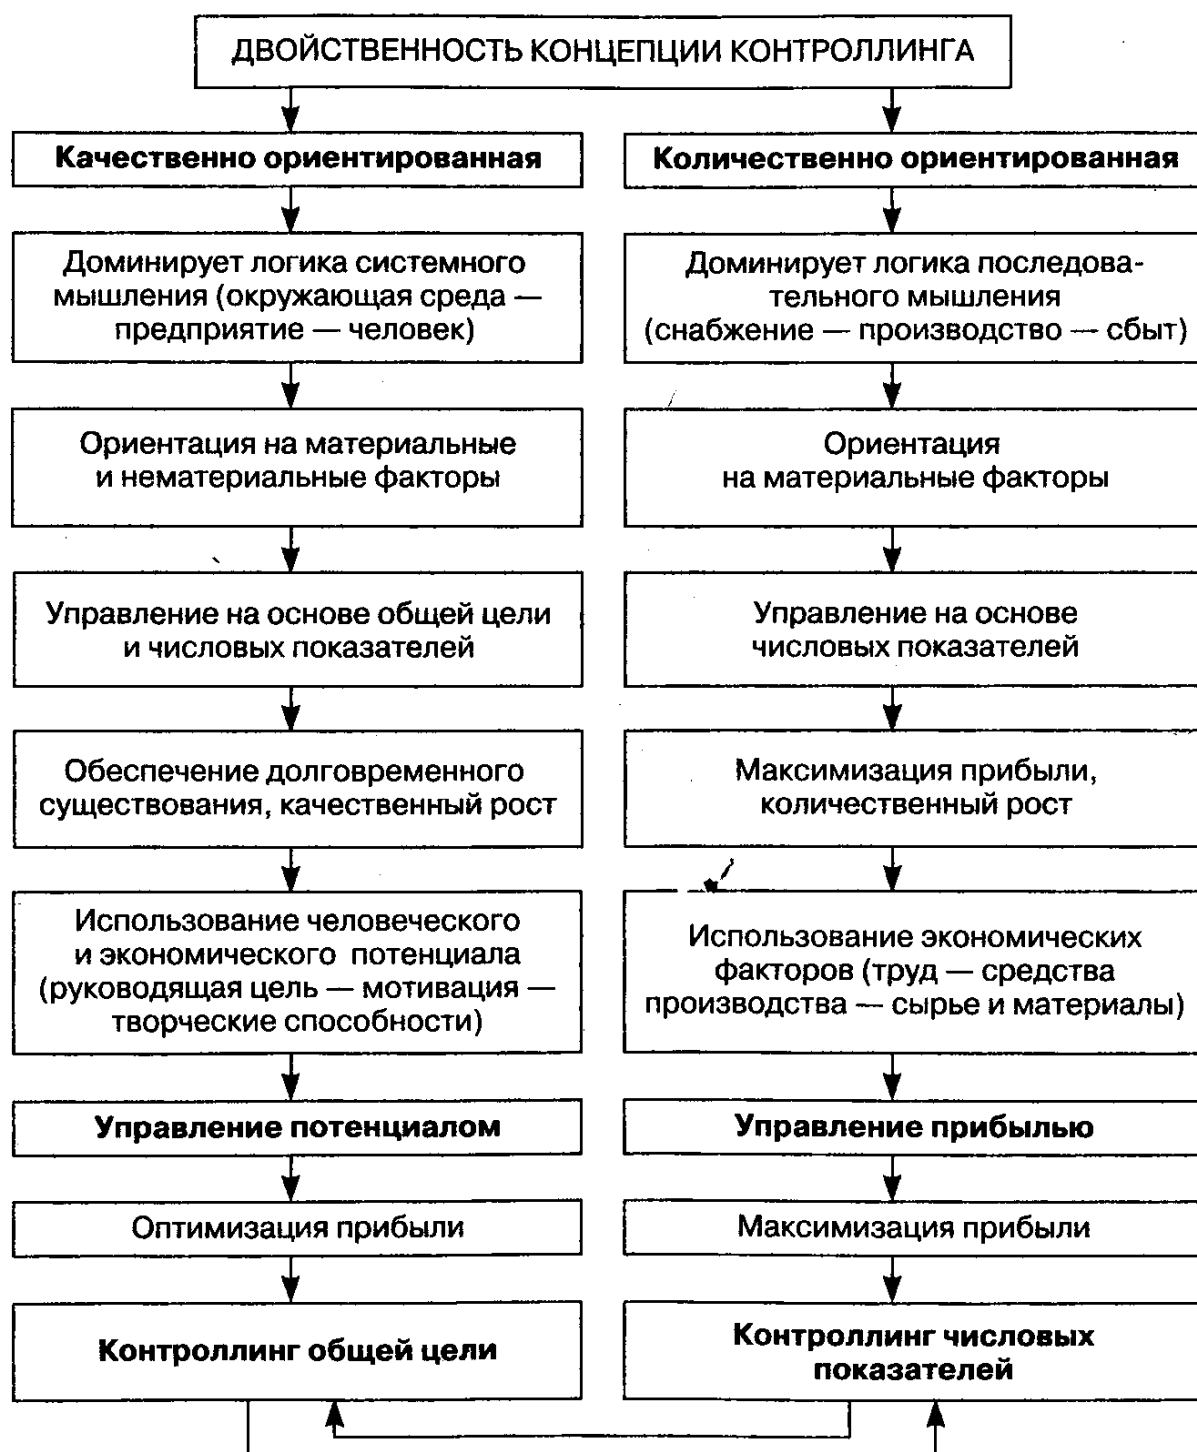 ДВОЙСТВЕННОСТЬ КОНЦЕПЦИИ КОНТРОЛЛИНГА
Качественно ориентированная
Доминирует логика системного
мышления (окружающая среда —
предприятие — человек)
Ориентация на материальные
и нематериальные факторы
Управление на основе общей цели
и числовых показателей
Обеспечение долговременного
существования, качественный рост
Использование человеческого
и экономического потенциала
(руководящая цель — мотивация —
творческие способности)
Управление потенциалом
Оптимизация прибыли
Контроллинг общей цели
Количественно ориентированная
Доминирует логика последова-
тельного мышления
(снабжение — производство — сбыт)
Ориентация
на материальные факторы
Управление на основе
числовых показателей
Максимизация прибыли,
количественный рост
Использование экономических
факторов (труд — средства
производства — сырье и материалы)
Управление прибылью
Максимизация прибыли
Контроллинг числовых
показателей